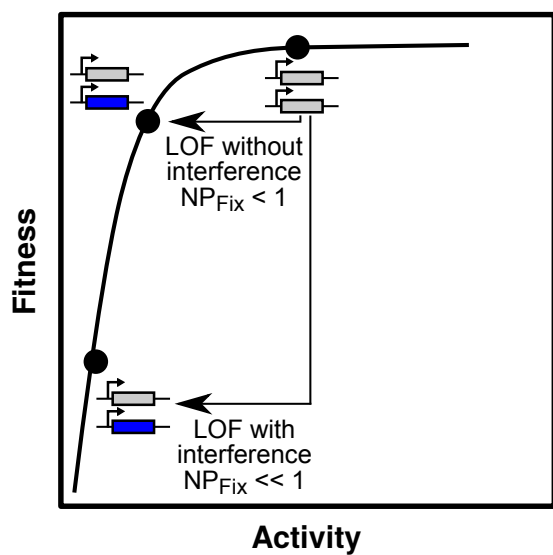 LOF without
interference
NPFix < 1
Fitness
LOF with
interference
NPFix << 1
Activity